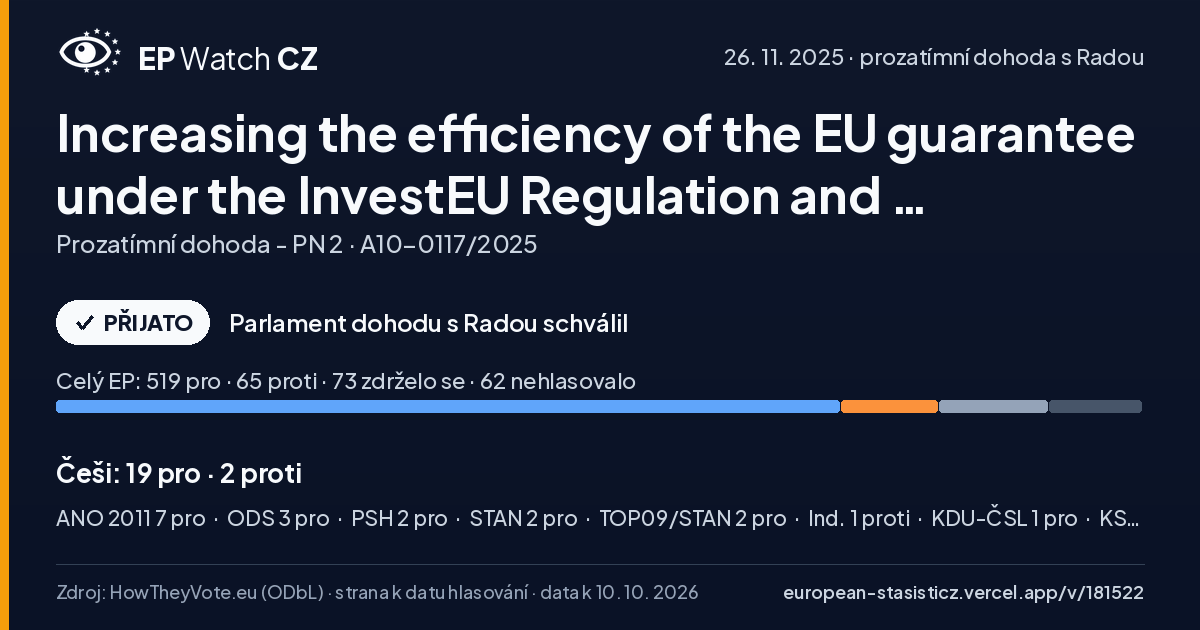 EP Watch CZ
26. 11. 2025 · prozatímní dohoda s Radou
Increasing the efficiency of the EU guarantee
under the InvestEU Regulation and …
Prozatímní dohoda - PN 2 · A10-0117/2025
✓ PŘIJATO Parlament dohodu s Radou schválil
Celý EP: 519 pro · 65 proti · 73 zdrželo se · 62 nehlasovalo
Češi: 19 pro · 2 proti
ANO 2011 7 pro · ODS 3 pro · PSH 2 pro · STAN 2 pro · TOP09/STAN 2 pro · Ind. 1 proti · KDU-ČSL 1 pro · KS…
Zdroj: HowTheyVote.eu (ODbL) · strana k datu hlasování · data k 10. 10. 2026
european-stasisticz.vercel.app/v/181522